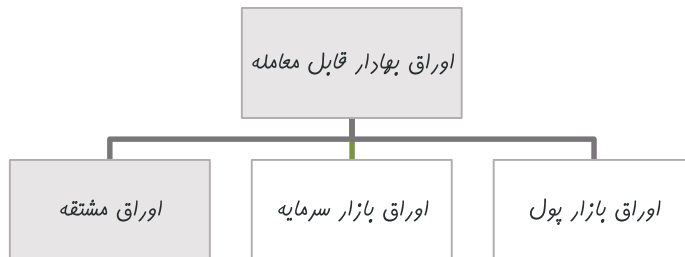 اوراق بهادار قابل معامله
اوراق بازار پول
اوراق بازار سرمایه
اوراق مشتقه